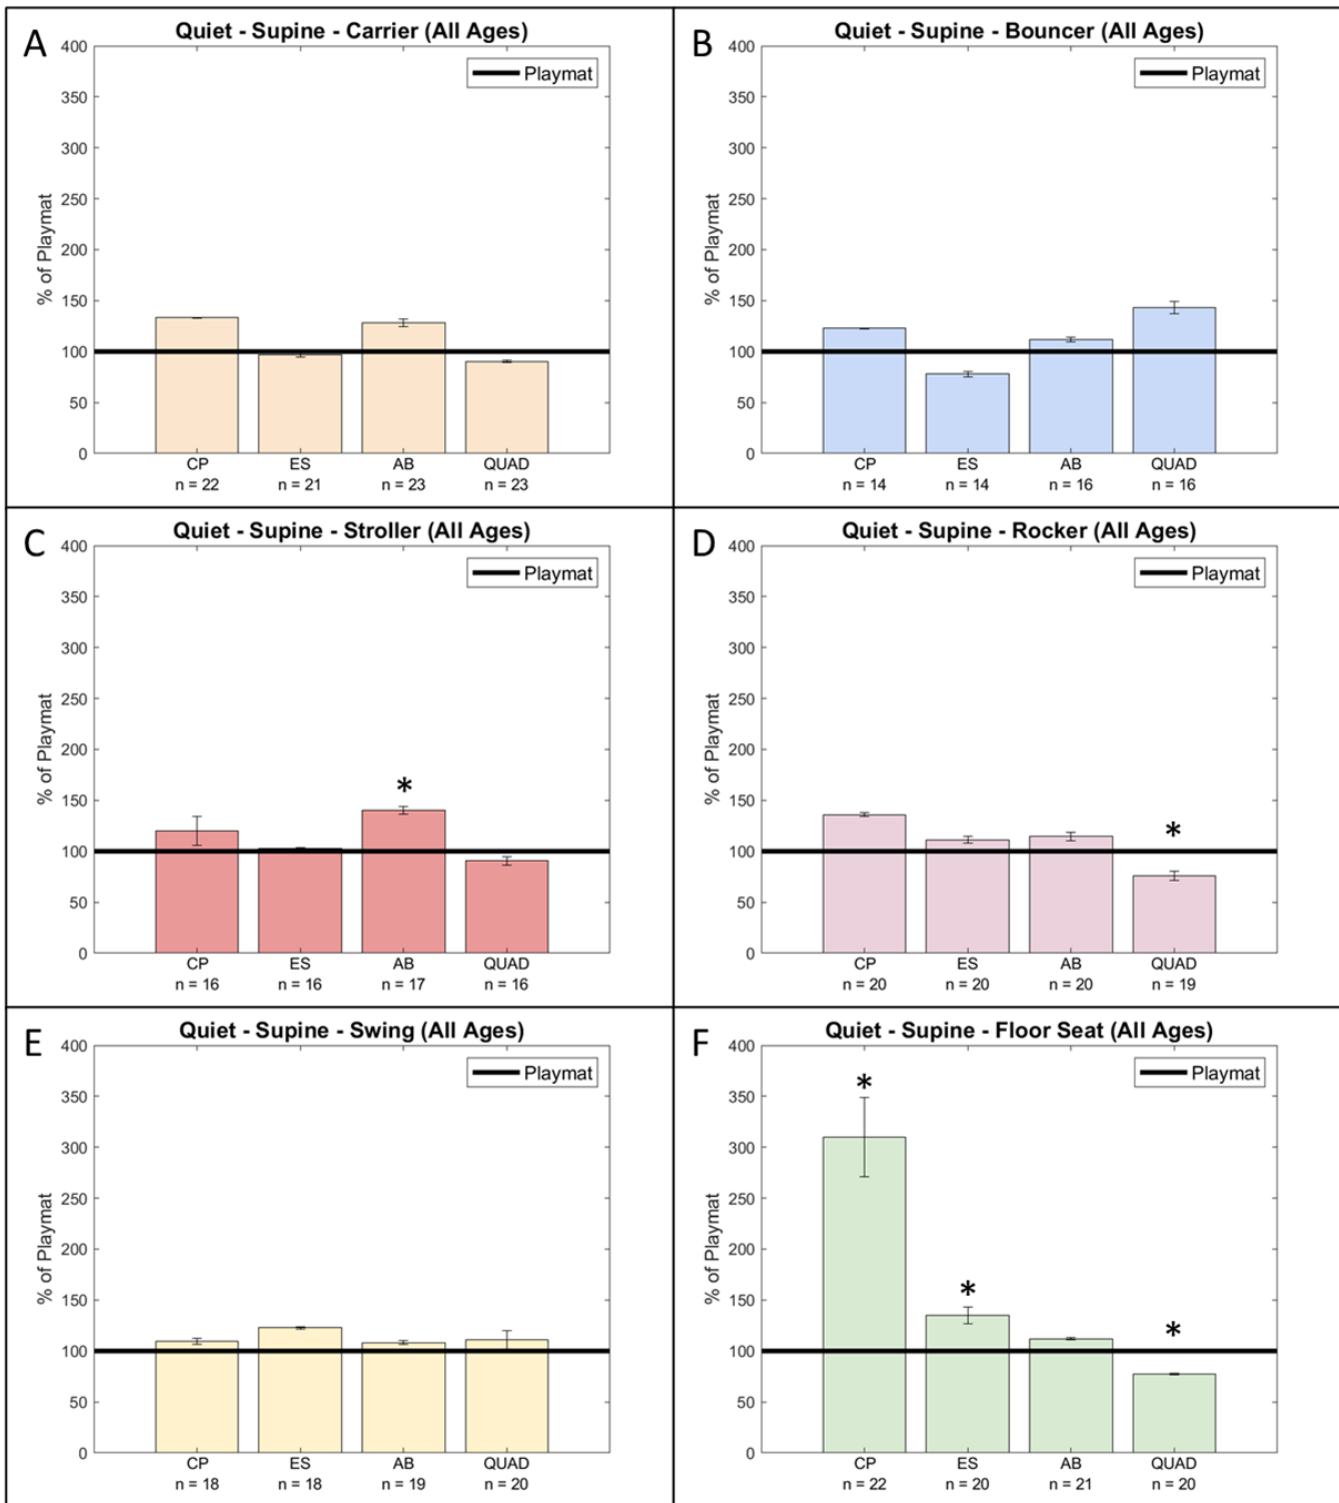 A
Quiet - Supine - Carrier (All Ages)
Playmat
400
350
300
250
200
150
100
50
0
% of Playmat
CP ES AB QUAD
n = 22 n = 21 n = 23 n = 23
B
Quiet - Supine - Bouncer (All Ages)
Playmat
400
350
300
250
200
150
100
50
0
% of Playmat
CP ES AB QUAD
n = 14 n = 14 n = 16 n = 16
C
Quiet - Supine - Stroller (All Ages)
Playmat
400
350
300
250
200
150
100
50
0
% of Playmat
*
CP ES AB QUAD
n = 16 n = 16 n = 17 n = 16
D
Quiet - Supine - Rocker (All Ages)
Playmat
400
350
300
250
200
150
100
50
0
% of Playmat
*
CP ES AB QUAD
n = 20 n = 20 n = 20 n = 19
E
Quiet - Supine - Swing (All Ages)
Playmat
400
350
300
250
200
150
100
50
0
% of Playmat
CP ES AB QUAD
n = 18 n = 18 n = 19 n = 20
F
Quiet - Supine - Floor Seat (All Ages)
Playmat
400
350
300
250
200
150
100
50
0
% of Playmat
*
*
*
CP ES AB QUAD
n = 22 n = 20 n = 21 n = 20